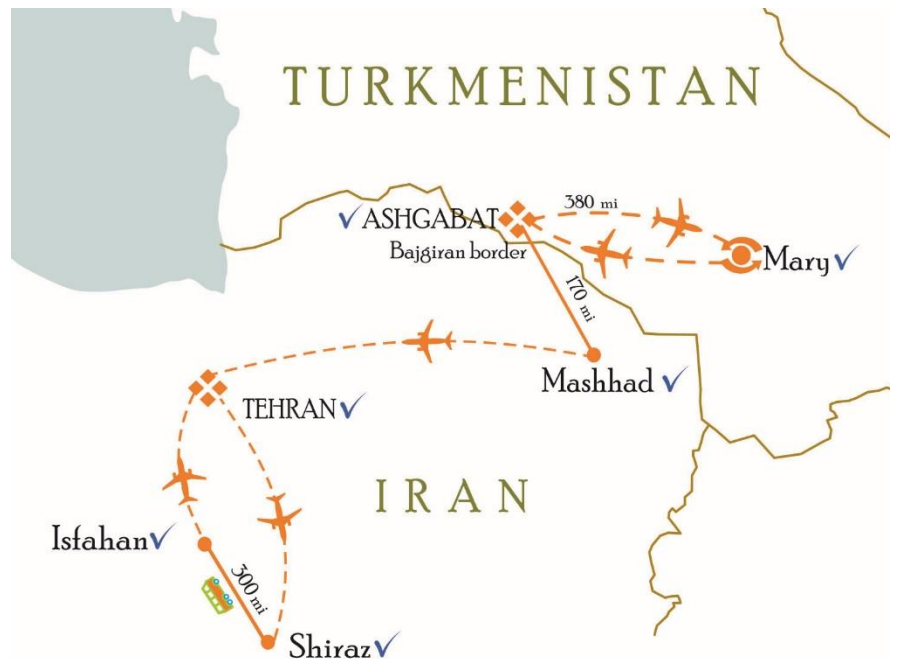 TURKMENISTAN
380 mi
ASHGABAT
Bajgiran border
Mary
170 mi
Mashhad
TEHRAN
IRAN
Isfahan
300 mi
Shiraz